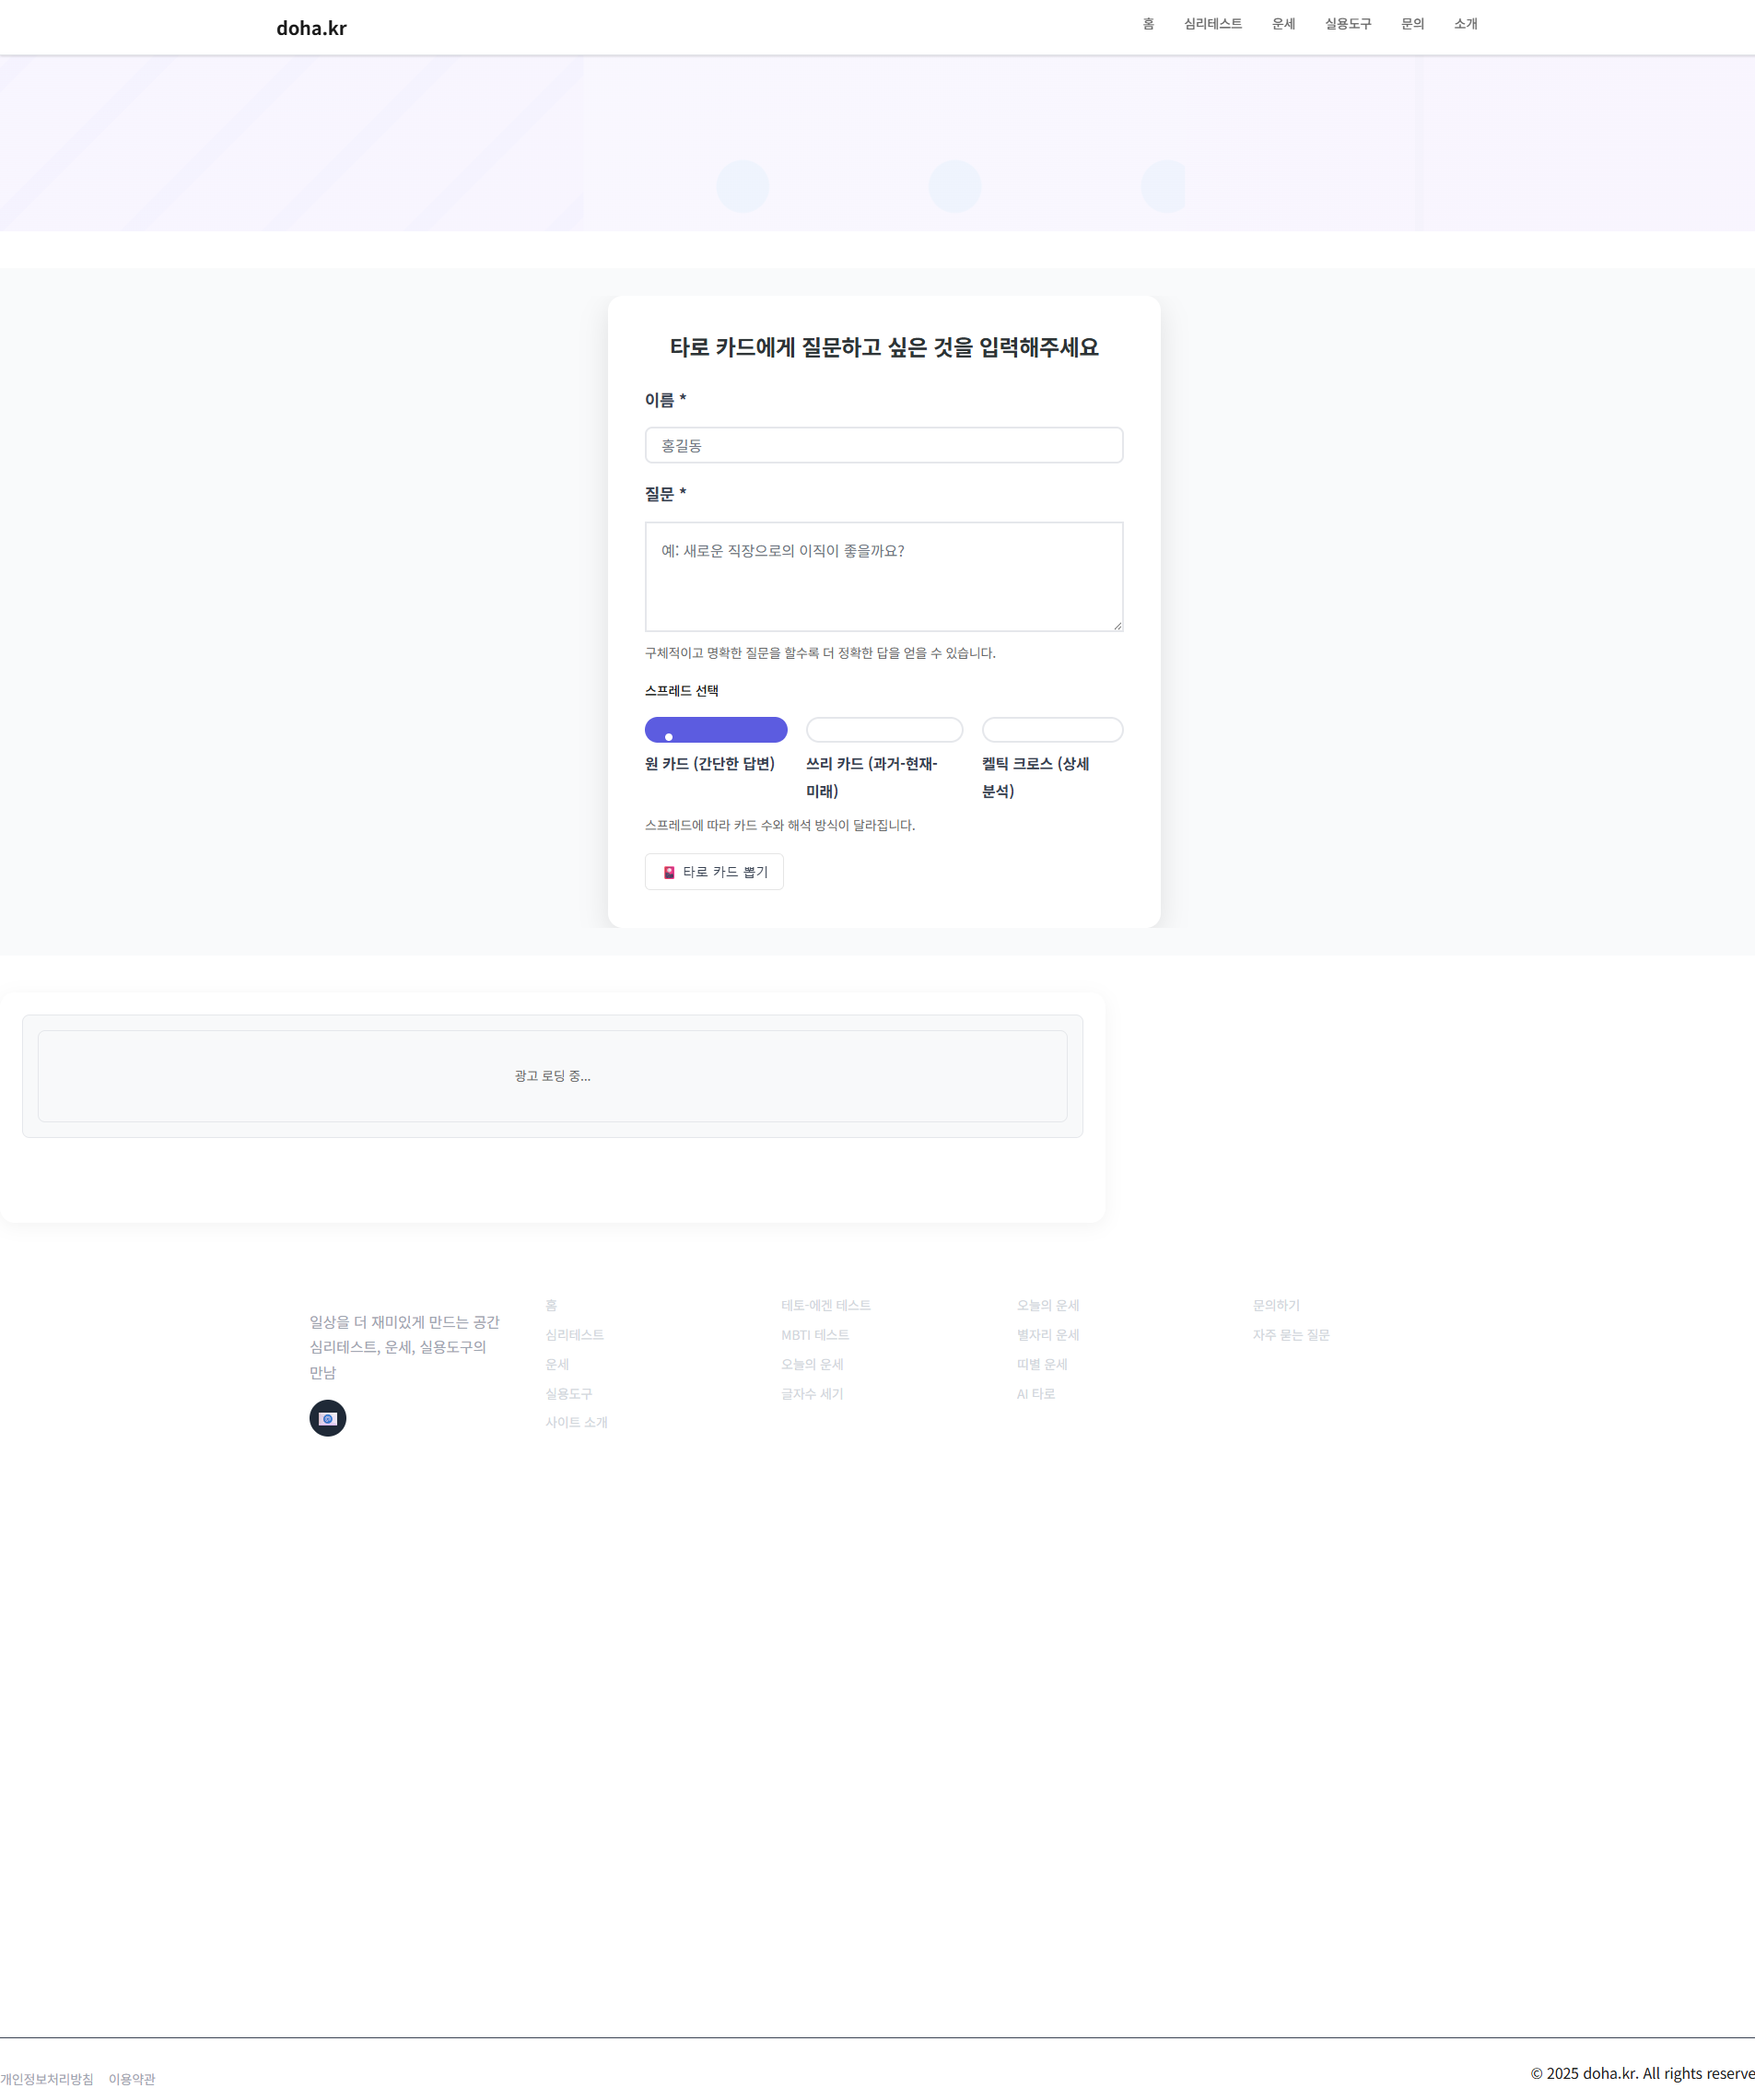 doha.kr
홈
심리테스트
운세
실용도구
문의
소개
타로 카드에게 질문하고 싶은 것을 입력해주세요
이름 *
홍길동
질문 *
예: 새로운 직장으로의 이직이 좋을까요?
구체적이고 명확한 질문을 할수록 더 정확한 답을 얻을 수 있습니다.
스프레드 선택
원 카드 (간단한 답변)
쓰리 카드 (과거-현재-
미래)
켈틱 크로스 (상세
분석)
스프레드에 따라 카드 수와 해석 방식이 달라집니다.
타로 카드 뽑기
광고 로딩 중...
일상을 더 재미있게 만드는 공간
심리테스트, 운세, 실용도구의
만남
홈
심리테스트
운세
실용도구
사이트 소개
테토-에겐 테스트
MBTI 테스트
오늘의 운세
글자수 세기
오늘의 운세
별자리 운세
띠별 운세
AI 타로
문의하기
자주 묻는 질문
개인정보처리방침
이용약관
© 2025 doha.kr. All rights reserve